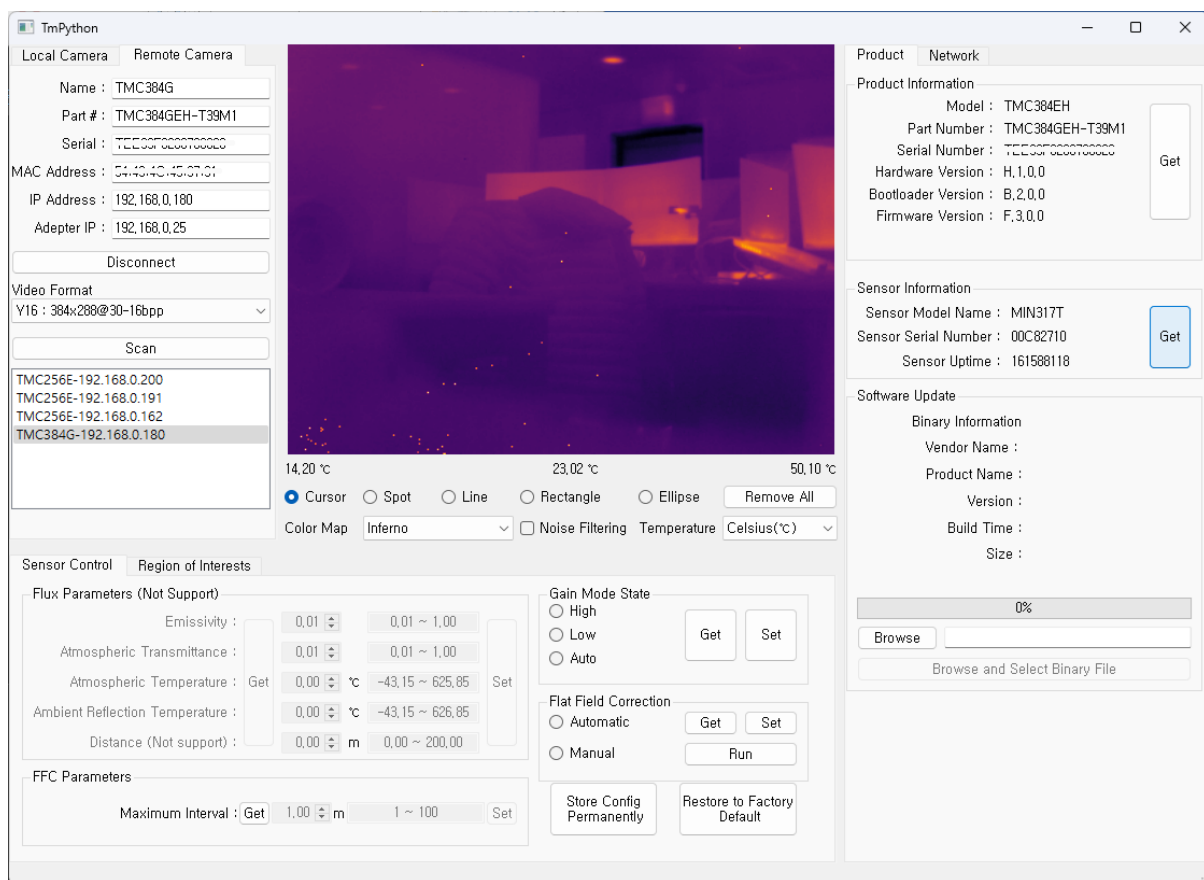 TmPython
Local Camera Remote Camera
Name : TMC384G
Part # : TMC384GEH-T39M1
Serial :
MAC Address :
IP Address : 192,168,0,180
Adepter IP : 192,168,0,25
Disconnect
Video Format
Y16 : 384x288@30-16bpp
Scan
TMC256E-192.168.0.200
TMC256E-192.168.0.191
TMC256E-192.168.0.162
TMC384G-192.168.0.180
14,20 ℃ 23,02 ℃ 50,10 ℃
Cursor Spot Line Rectangle Ellipse Remove All
Color Map Inferno Noise Filtering Temperature Celsius(℃)
Product Network
Product Information
Model : TMC384EH
Part Number : TMC384GEH-T39M1
Serial Number :
Hardware Version : H,1,0,0
Bootloader Version : B,2,0,0
Firmware Version : F,3,0,0
Get
Sensor Information
Sensor Model Name : MIN317T
Sensor Serial Number : 00C82710
Sensor Uptime : 161588118
Get
Software Update
Binary Information
Vendor Name :
Product Name :
Version :
Build Time :
Size :
0%
Browse
Browse and Select Binary File
Sensor Control Region of Interests
Flux Parameters (Not Support)
Emissivity : 0,01 0,01 ~ 1,00
Atmospheric Transmittance : 0,01 0,01 ~ 1,00
Atmospheric Temperature : Get 0,00 ℃ -43,15 ~ 625,85 Set
Ambient Reflection Temperature : 0,00 ℃ -43,15 ~ 626,85
Distance (Not support) : 0,00 m 0,00 ~ 200,00
FFC Parameters
Maximum Interval : Get 1,00 m 1 ~ 100 Set
Gain Mode State
High
Low Get Set
Auto
Flat Field Correction
Automatic Get Set
Manual Run
Store Config
Permanently
Restore to Factory
Default